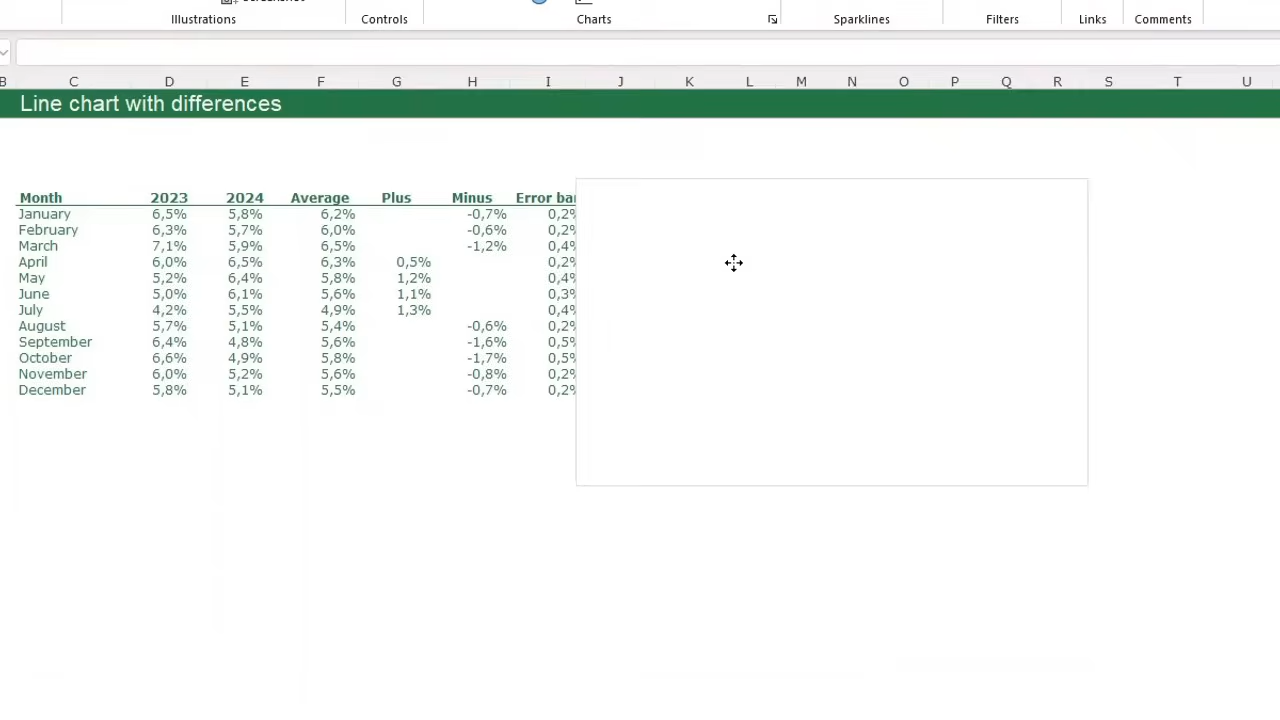 Illustrations Controls Charts Sparklines Filters Links Comments
B C D E F G H I J K L M N O P Q R S T U
Line chart with differences
Month 2023 2024 Average Plus Minus Error
January 6,5% 5,8% 6,2% -0,7% 0,2%
February 6,3% 5,7% 6,0% -0,6% 0,2%
March 7,1% 5,9% 6,5% -1,2% 0,4%
April 6,0% 6,5% 6,3% 0,5% 0,2%
May 5,2% 6,4% 5,8% 1,2% 0,4%
June 5,0% 6,1% 5,6% 1,1% 0,3%
July 4,2% 5,5% 4,9% 1,3% 0,4%
August 5,7% 5,1% 5,4% -0,6% 0,2%
September 6,4% 4,8% 5,6% -1,6% 0,5%
October 6,6% 4,9% 5,8% -1,7% 0,5%
November 6,0% 5,2% 5,6% -0,8% 0,2%
December 5,8% 5,1% 5,5% -0,7% 0,2%